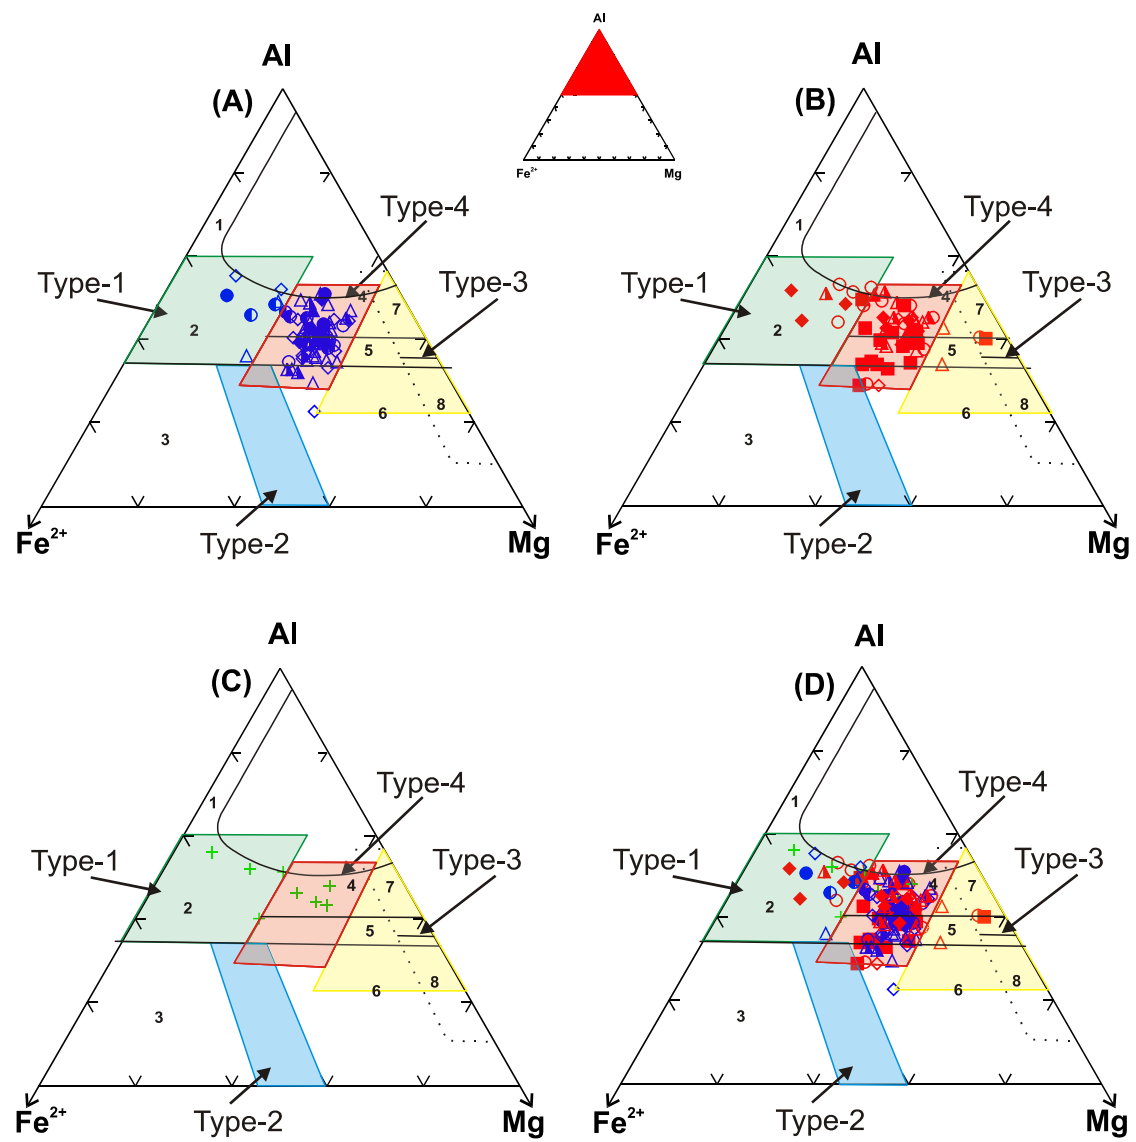 Al
Fe²⁺ Mg
Al
(A)
Type-4
1
Type-1
Type-3
4
7
2
5
6
8
3
Fe²⁺
Type-2
Mg
Al
(B)
Type-4
1
Type-1
Type-3
4
7
2
5
6
8
3
Fe²⁺
Type-2
Mg
Al
(C)
Type-4
1
Type-1
Type-3
4
7
2
5
8
6
3
Fe²⁺
Type-2
Mg
Al
(D)
Type-4
1
Type-1
Type-3
4
7
2
5
8
6
3
Fe²⁺
Type-2
Mg